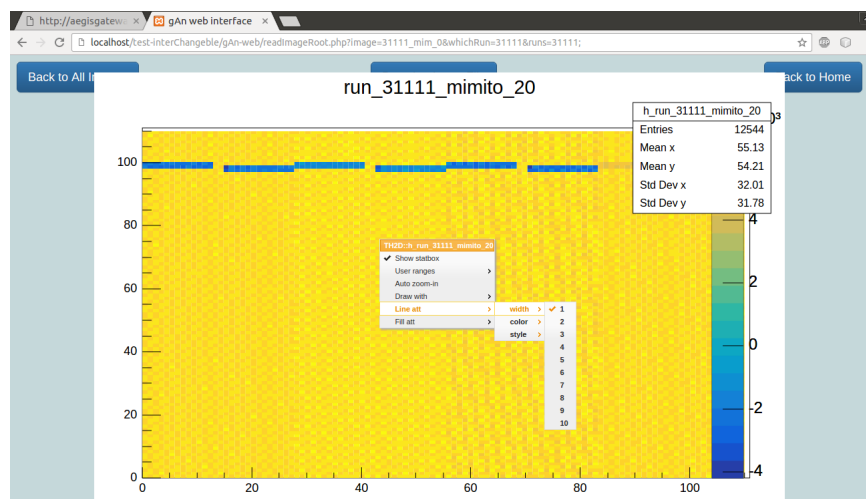 http://aegisgatewa
gAn web interface
localhost/test-interChangeble/gAn-web/readImageRoot.php?image=31111_mim_0&whichRun=31111&runs=31111;
Back to All I
ack to Home
run_31111_mimito_20
h_run_31111_mimito_20
Entries 12544
Mean x 55.13
Mean y 54.21
Std Dev x 32.01
Std Dev y 31.78
0³
100
80
60
40
20
0
0 20 40 60 80 100
4
2
0
-2
-4
TH2D::h_run_31111_mimito_20
Show statbox
User ranges
Auto zoom-in
Draw with
Line att
Fill att
width
color
style
1
2
3
4
5
6
7
8
9
10